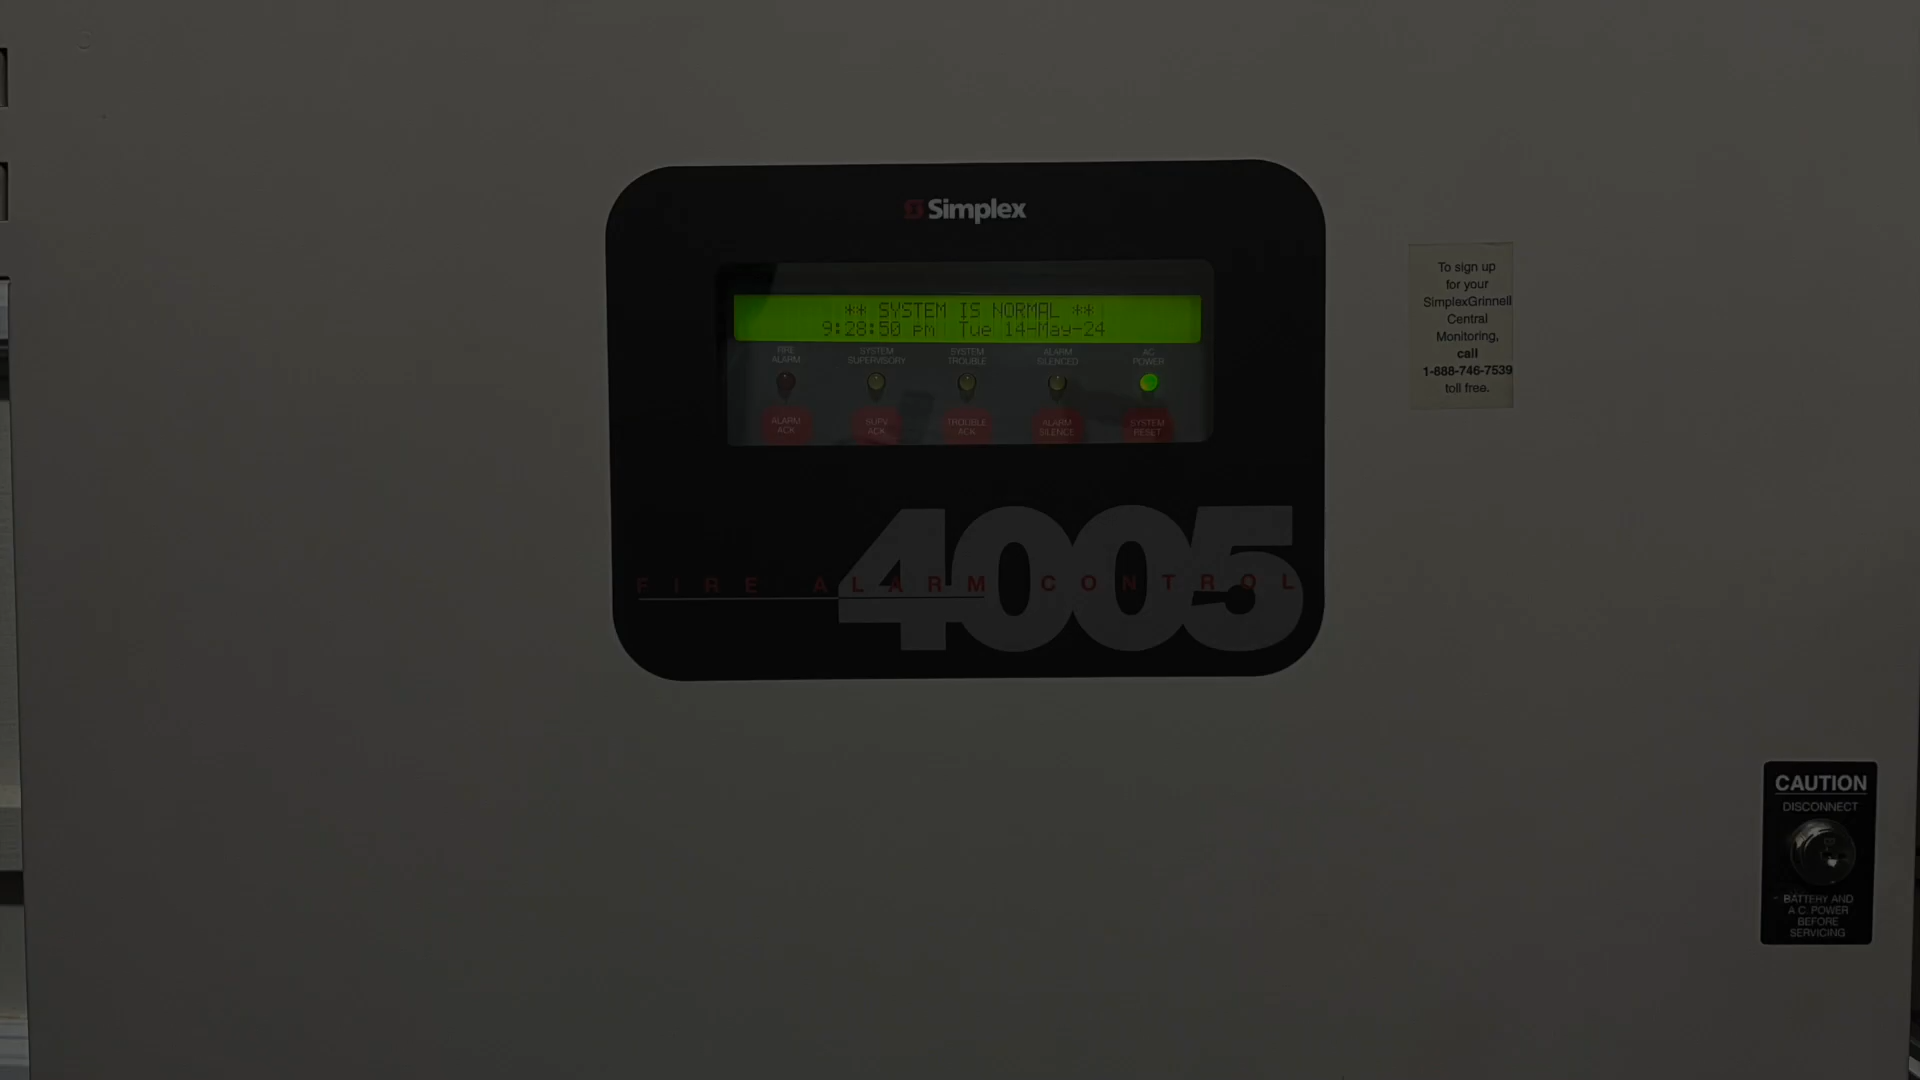 Simplex
** SYSTEM IS NORMAL **
9:28:50 pm Tue 14-May-24
FIRE ALARM
SYSTEM SUPERVISORY
SYSTEM TROUBLE
ALARM SILENCED
AC POWER
ALARM ACK
SUPV ACK
TROUBLE ACK
ALARM SILENCE
SYSTEM RESET
4005
FIRE ALARM CONTROL
To sign up
for your
SimplexGrinnell
Central
Monitoring,
call
1-888-746-7539
toll free.
CAUTION
DISCONNECT
BATTERY AND
A.C. POWER
BEFORE
SERVICING